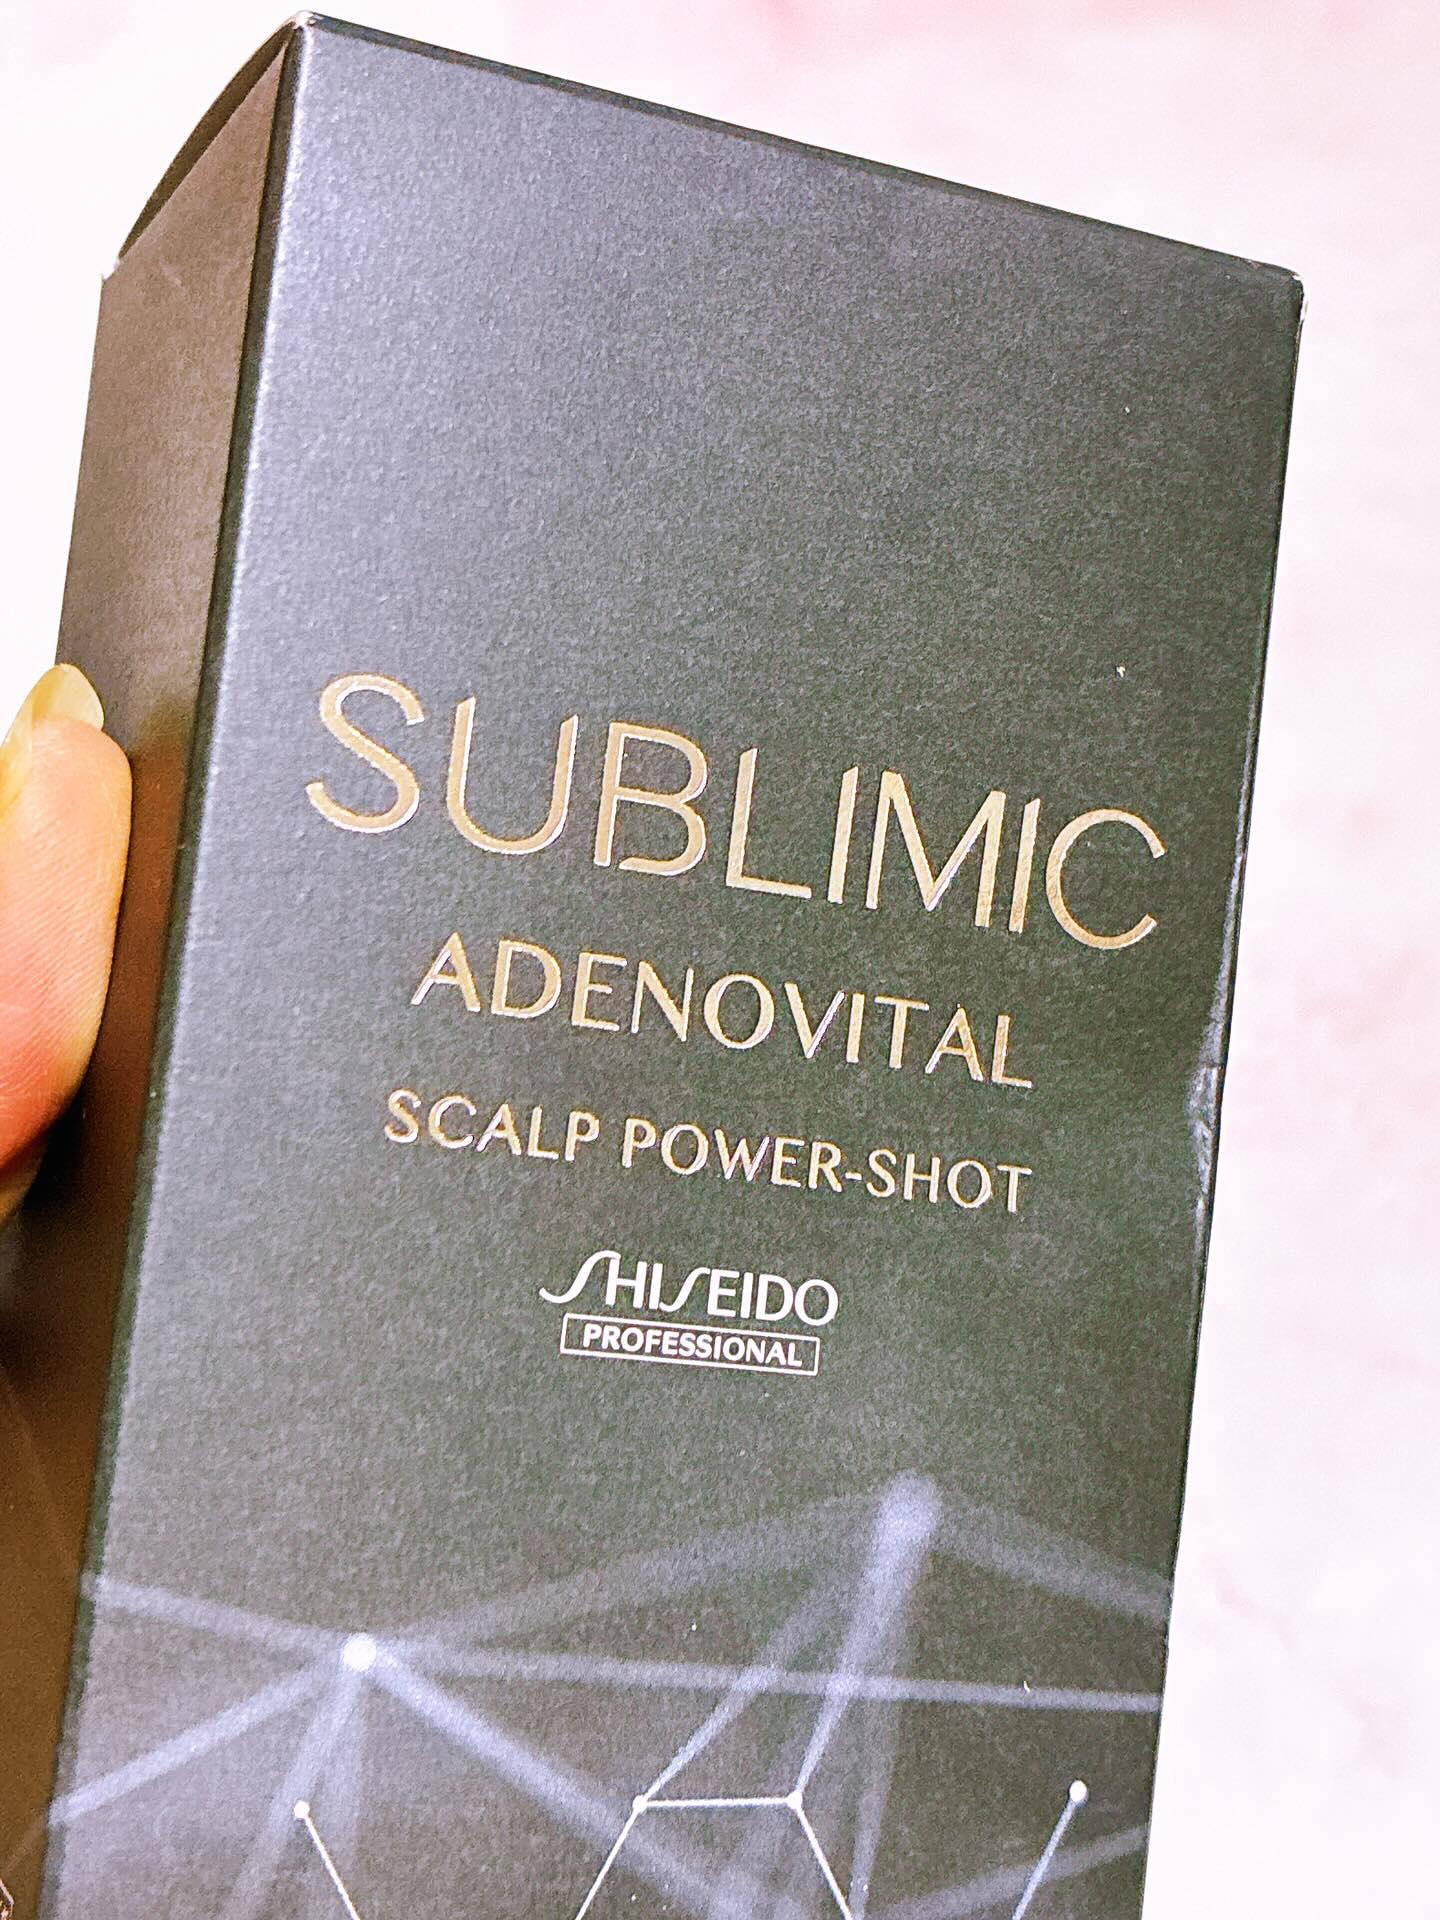 SUBLIMIC
ADENOVITAL
SCALP POWER-SHOT
SHISEIDO
PROFESSIONAL